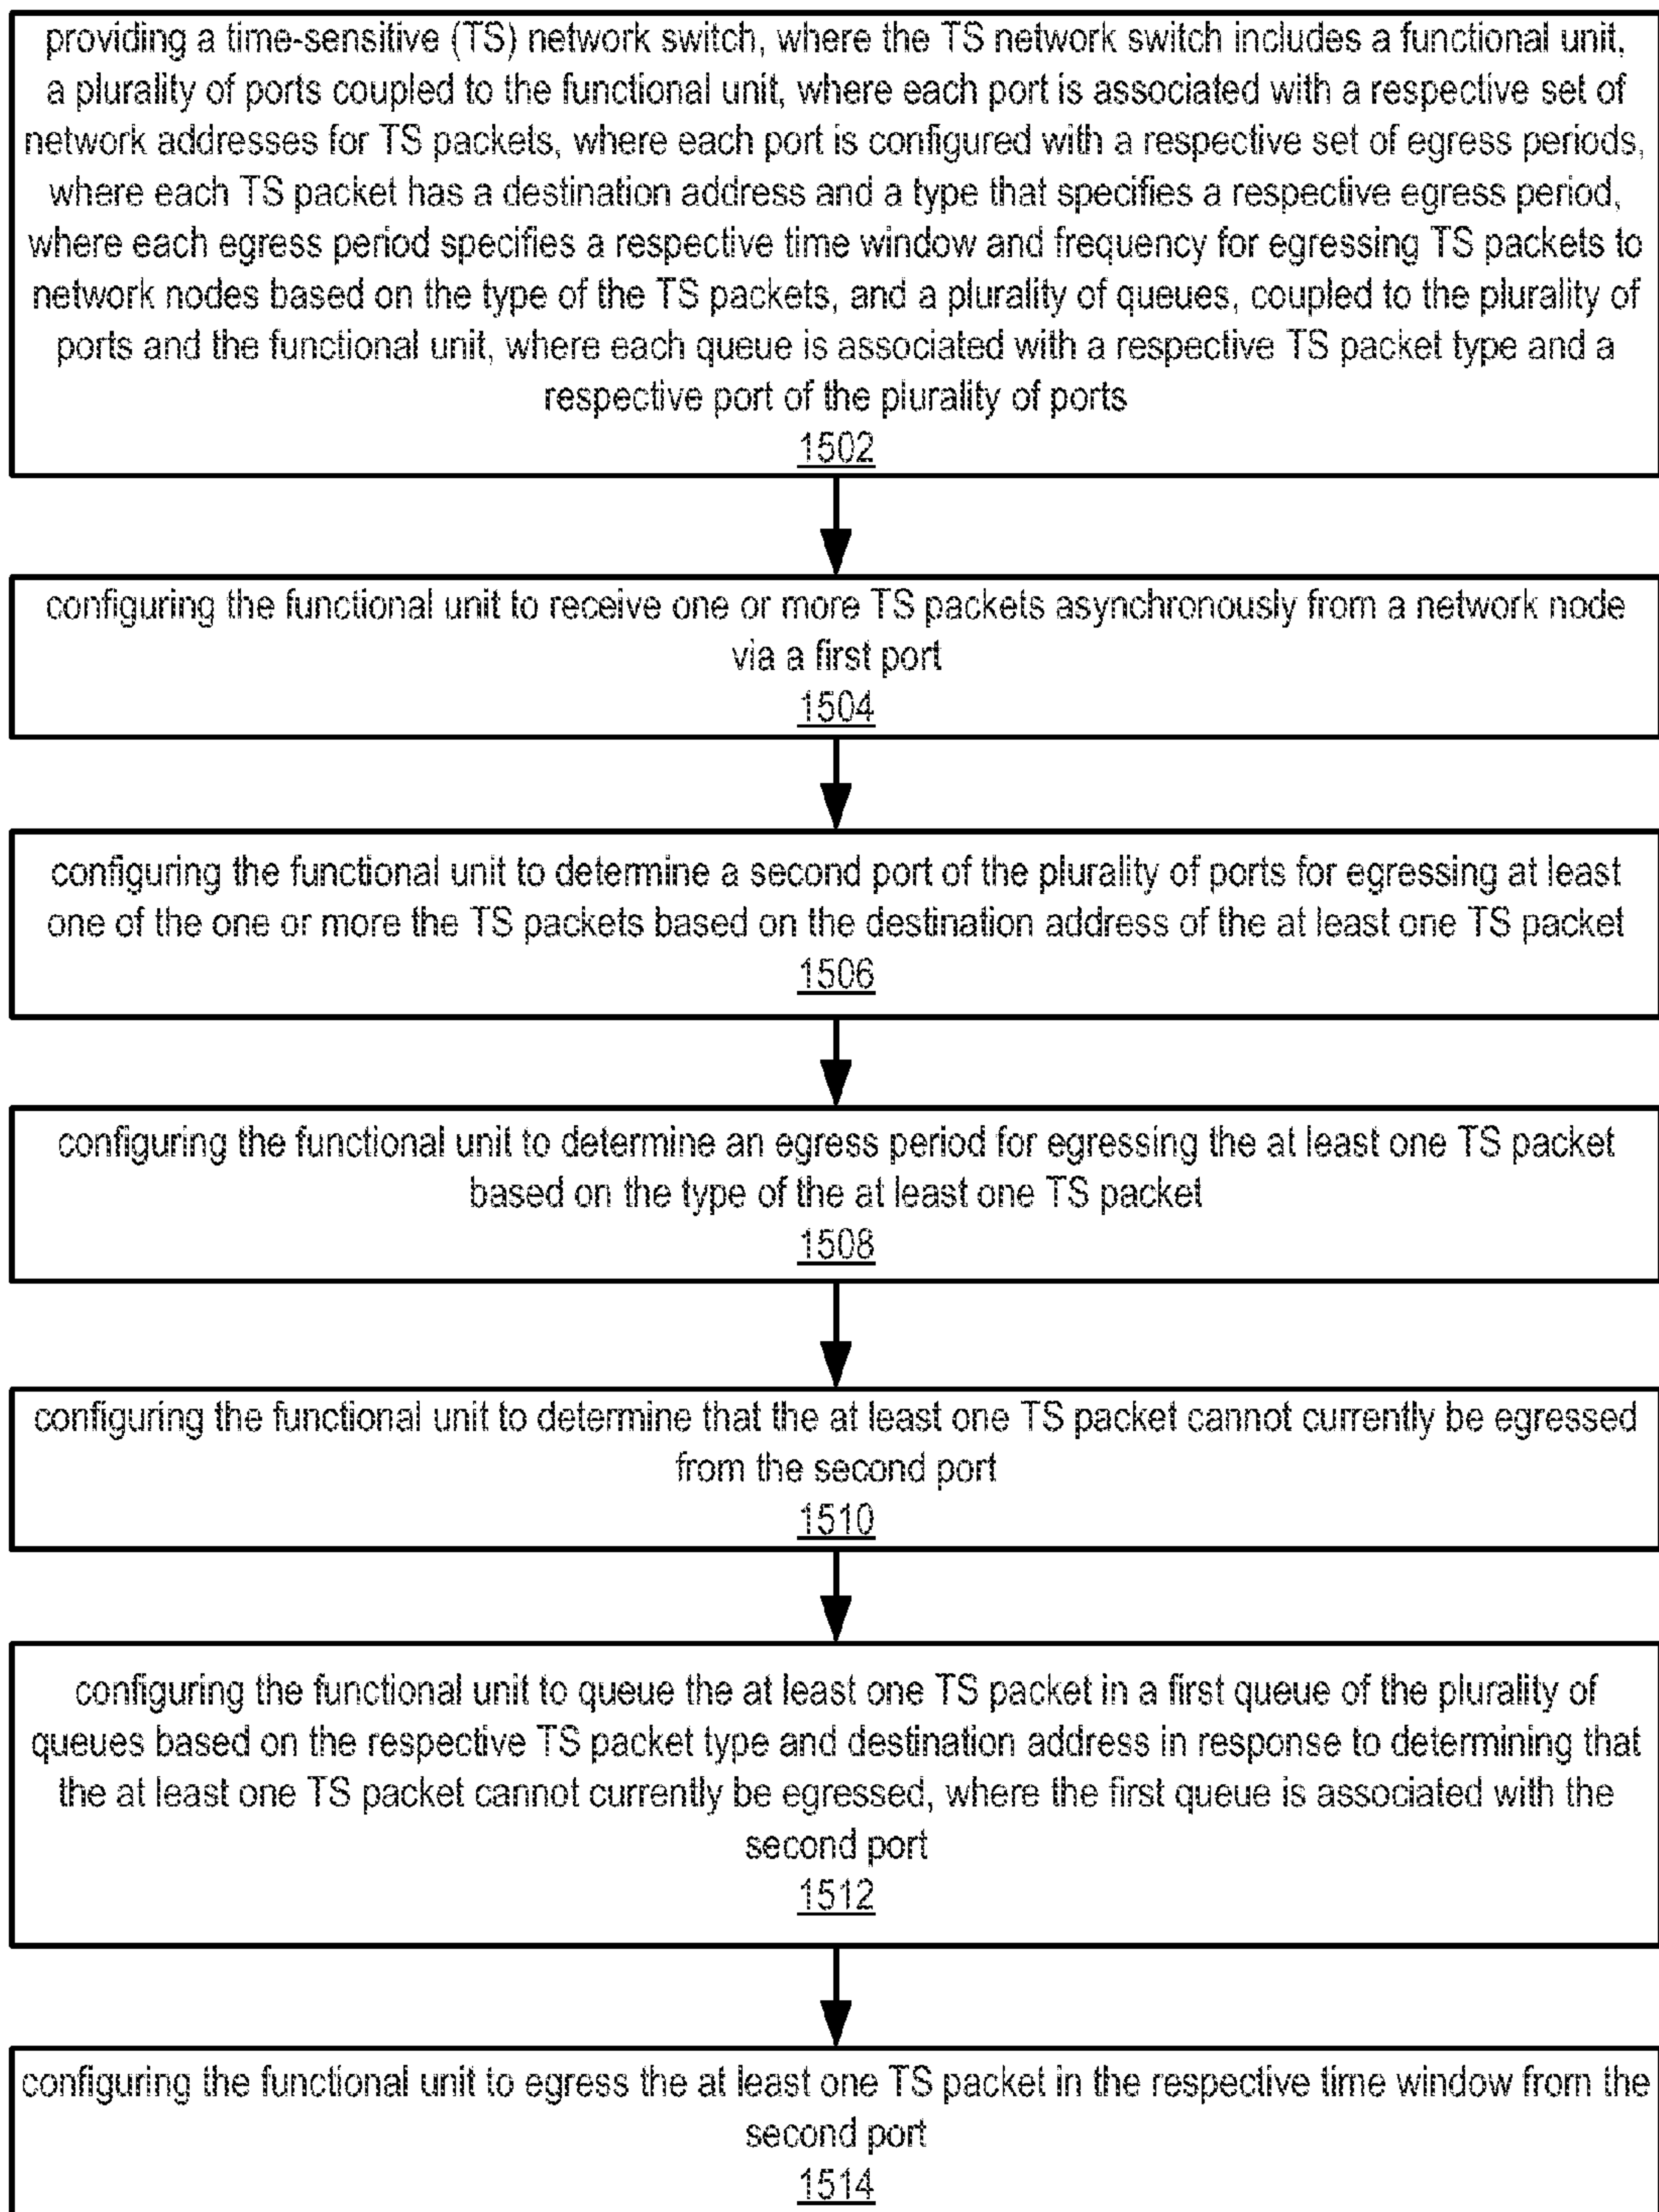 providing a time-sensitive (TS) network switch, where the TS network switch includes a functional unit,
a plurality of ports coupled to the functional unit, where each port is associated with a respective set of
network addresses for TS packets, where each port is configured with a respective set of egress periods,
where each TS packet has a destination address and a type that specifies a respective egress period,
where each egress period specifies a respective time window and frequency for egressing TS packets to
network nodes based on the type of the TS packets, and a plurality of queues, coupled to the plurality of
ports and the functional unit, where each queue is associated with a respective TS packet type and a
respective port of the plurality of ports
1502
configuring the functional unit to receive one or more TS packets asynchronously from a network node
via a first port
1504
configuring the functional unit to determine a second port of the plurality of ports for egressing at least
one of the one or more the TS packets based on the destination address of the at least one TS packet
1506
configuring the functional unit to determine an egress period for egressing the at least one TS packet
based on the type of the at least one TS packet
1508
configuring the functional unit to determine that the at least one TS packet cannot currently be egressed
from the second port
1510
configuring the functional unit to queue the at least one TS packet in a first queue of the plurality of
queues based on the respective TS packet type and destination address in response to determining that
the at least one TS packet cannot currently be egressed, where the first queue is associated with the
second port
1512
configuring the functional unit to egress the at least one TS packet in the respective time window from the
second port
1514